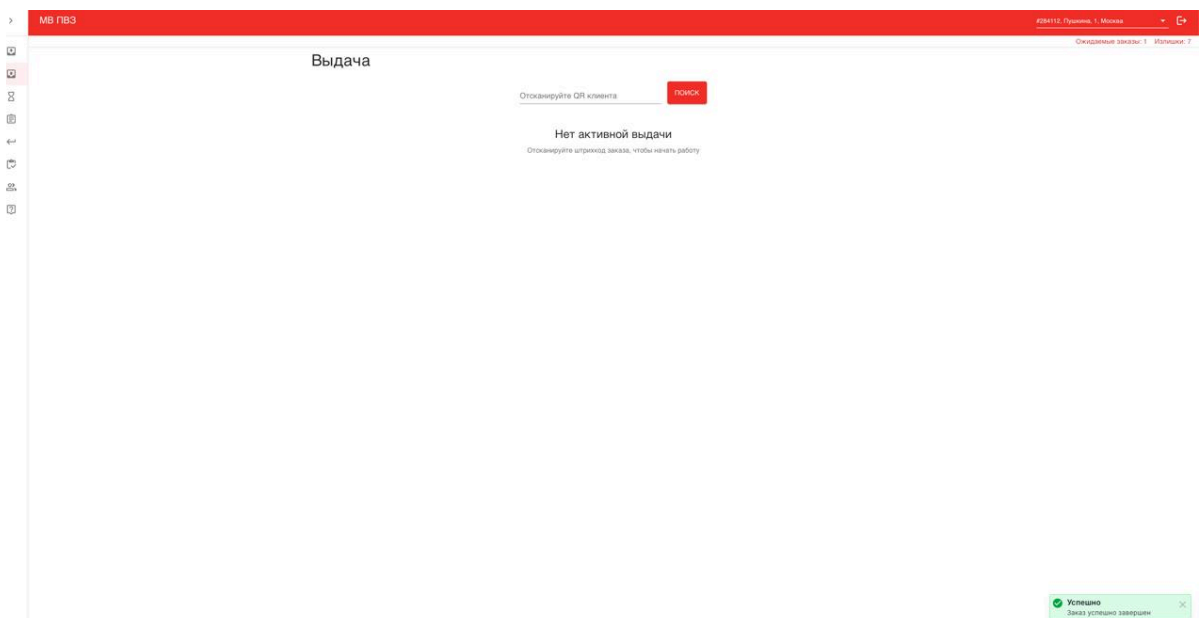 МВ ПВЗ
#284112, Пушкина, 1, Москва
Ожидаемые заказы: 1 Излишки: 7
Выдача
Отсканируйте QR клиента
ПОИСК
Нет активной выдачи
Отсканируйте штрихкод заказа, чтобы начать работу
Успешно
Заказ успешно завершен